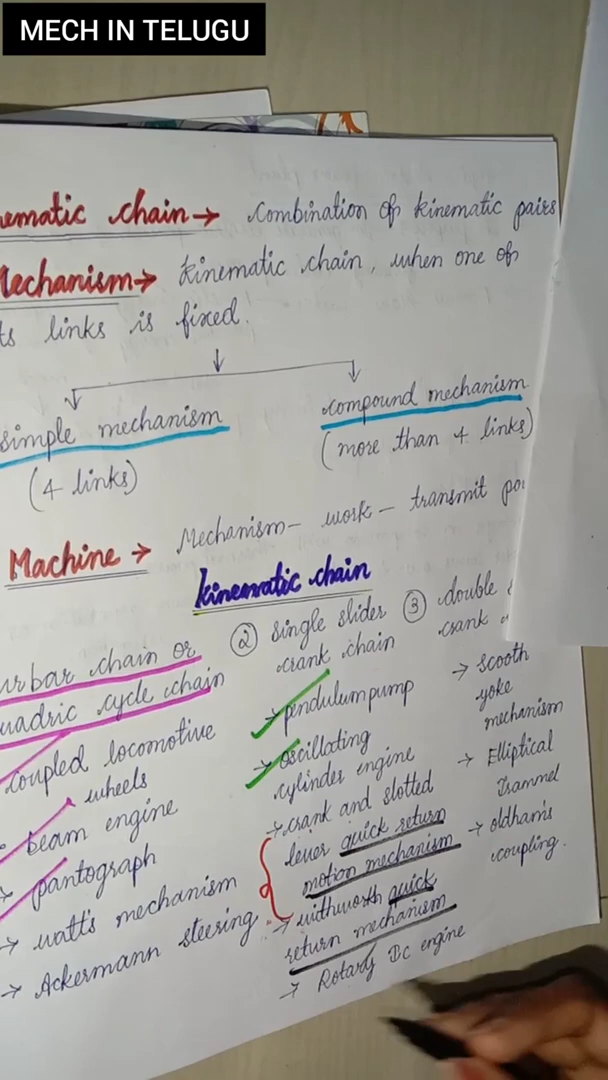 MECH IN TELUGU
ematic chain → Combination of kinematic pairs
Mechanism → kinematic chain, when one of
ts links is fixed.
simple mechanism
(4 links)
compound mechanism
(more than 4 links)
Machine → Mechanism - work - transmit po
kinematic chain
ur bar chain or
uadric cycle chain
coupled locomotive
wheels
→ beam engine
→ pantograph
→ watt's mechanism
→ Ackermann steering
② single slider
crank chain
→ pendulum pump
→ oscillating
cylinder engine
→ crank and slotted
lever quick return
motion mechanism
→ withworth quick
return mechanism
→ Rotary Ic engine
③ double s
crank c
→ Scooth
yoke
mechanism
→ Elliptical
Trammel
→ oldham's
coupling.